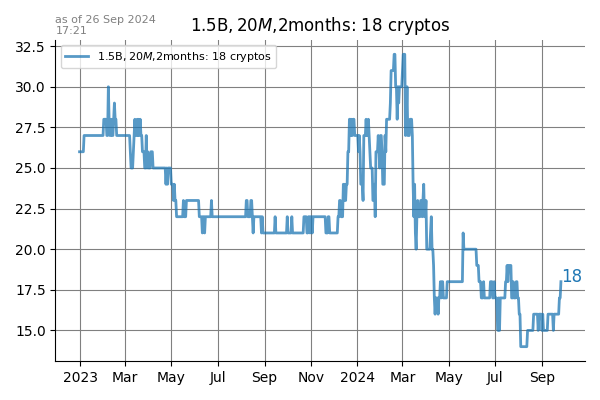 as of 26 Sep 2024
17:21
1.5B, 20M,2months: 18 cryptos
1.5B, 20M,2months: 18 cryptos
32.5
30.0
27.5
25.0
22.5
20.0
17.5
15.0
18
2023 Mar May Jul Sep Nov 2024 Mar May Jul Sep